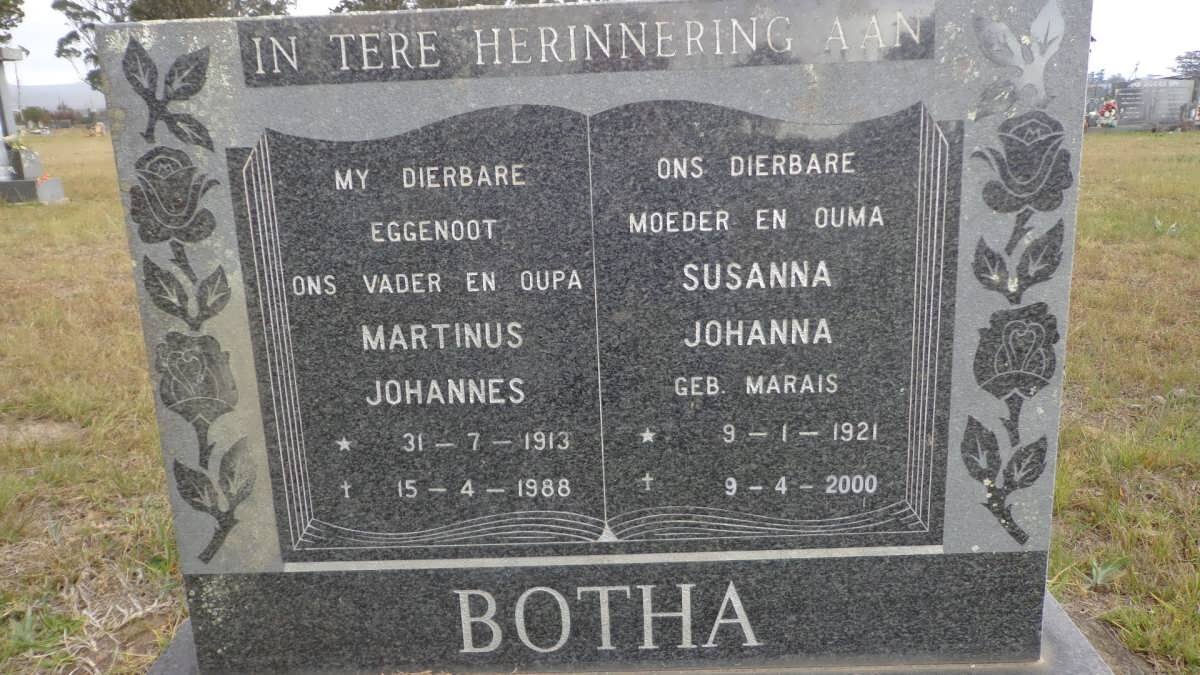 IN TERE HERINNERING AAN
MY DIERBARE
EGGENOOT
ONS VADER EN OUPA
MARTINUS
JOHANNES
★ 31 – 7 – 1913
† 15 – 4 – 1988
ONS DIERBARE
MOEDER EN OUMA
SUSANNA
JOHANNA
GEB. MARAIS
★ 9 – 1 – 1921
† 9 – 4 – 2000
BOTHA